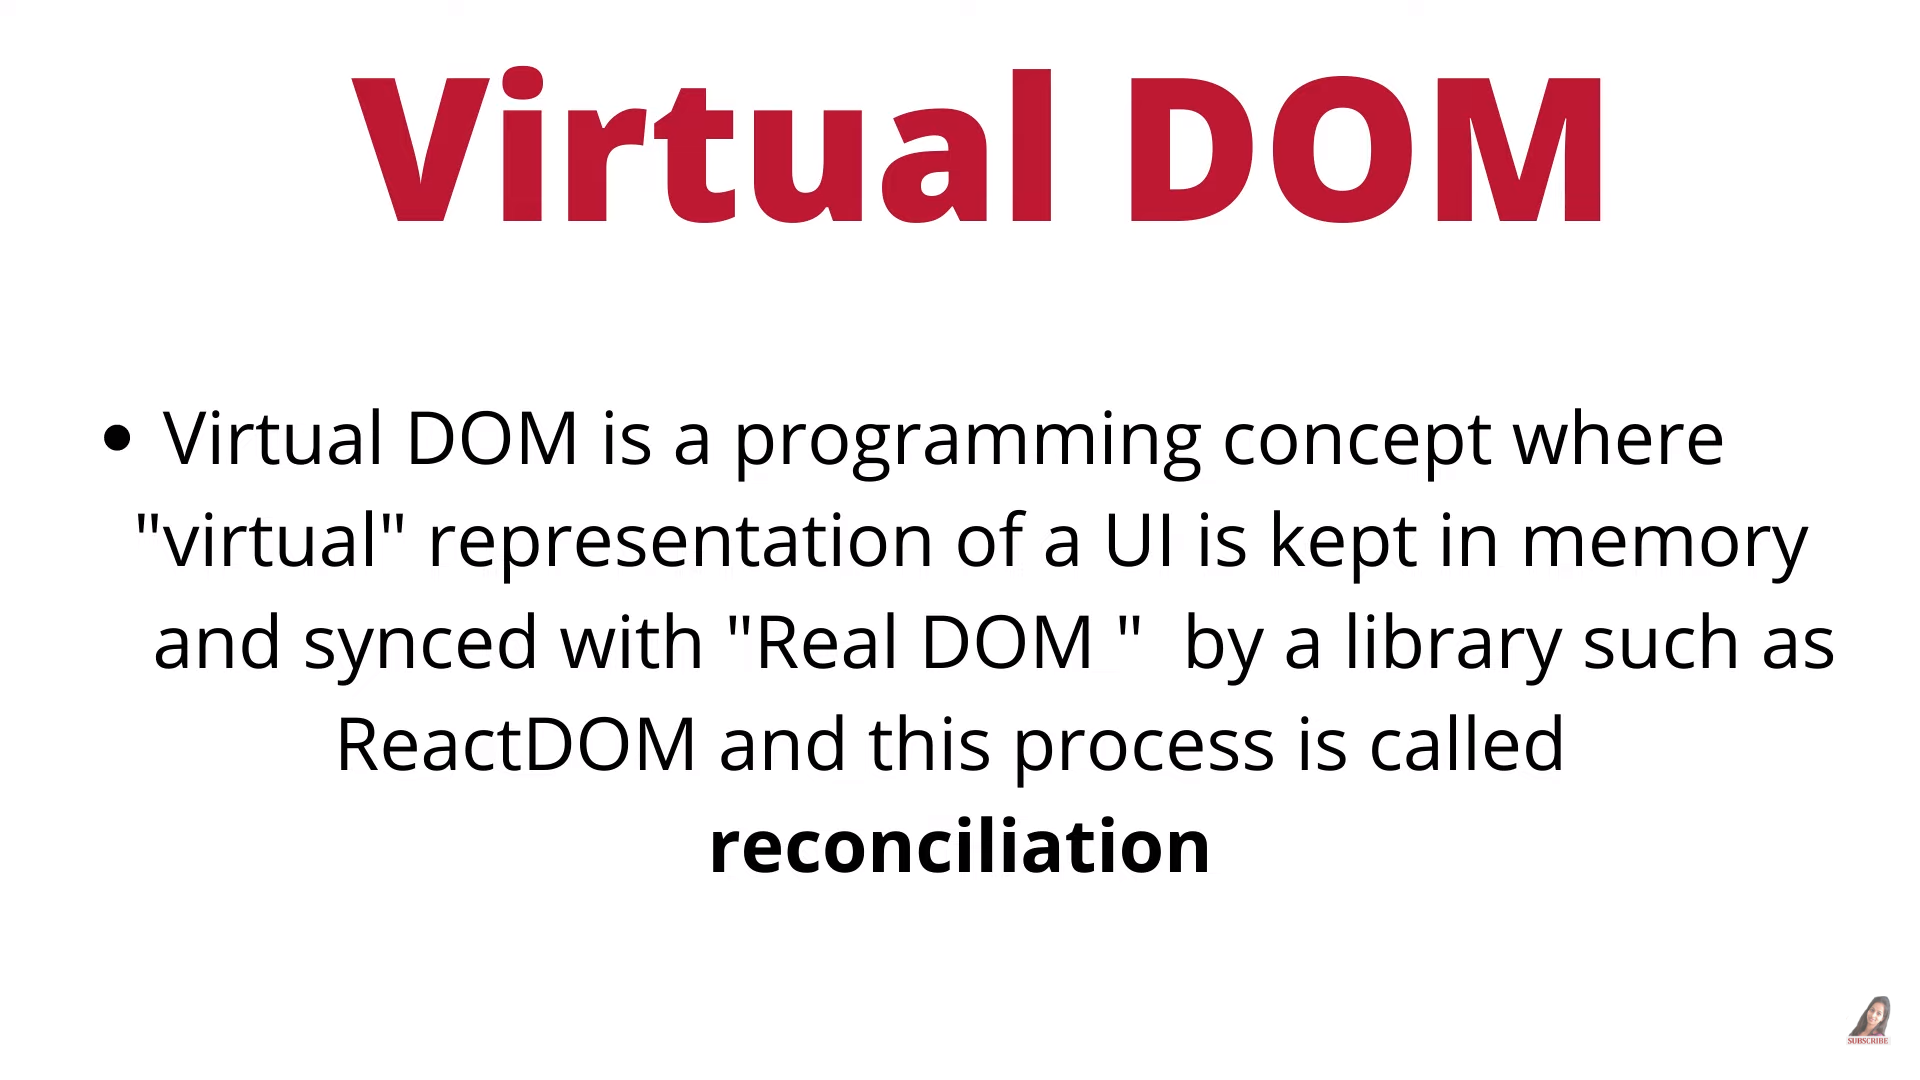 Virtual DOM
• Virtual DOM is a programming concept where
"virtual" representation of a UI is kept in memory
and synced with "Real DOM "  by a library such as
ReactDOM and this process is called
reconciliation
SUBSCRIBE